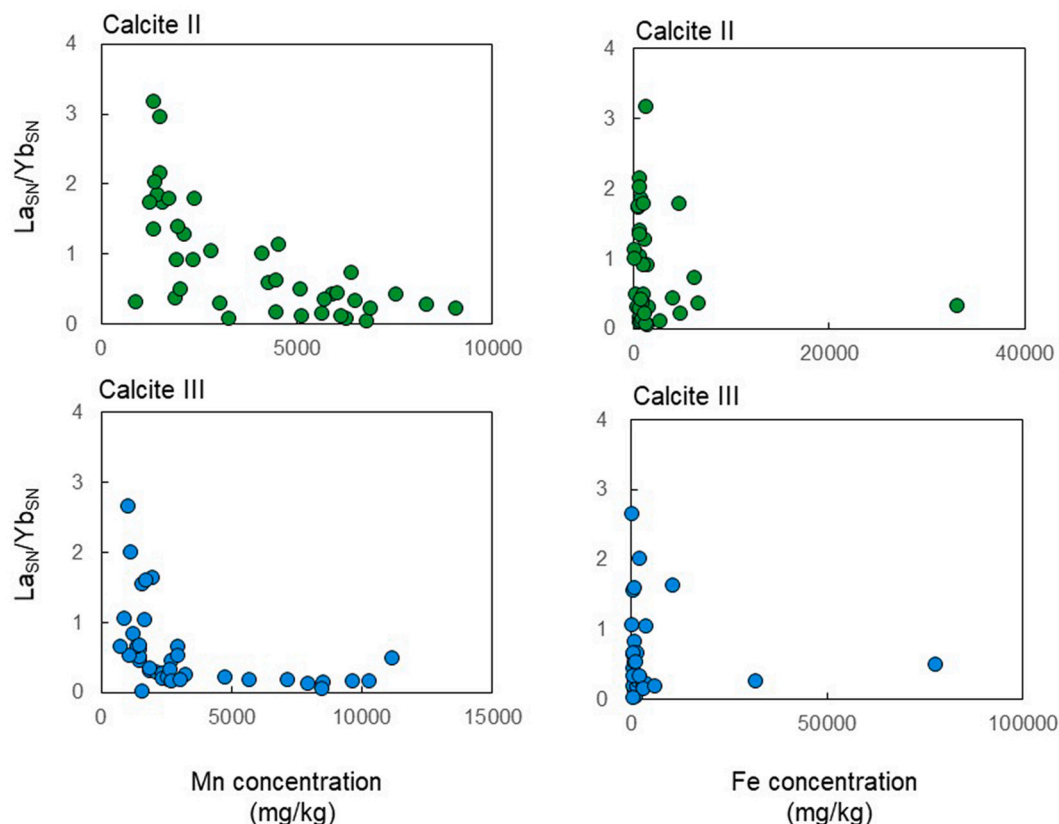 Calcite II
4
3
2
1
0
0 5000 10000
La_SN/Yb_SN
Calcite II
4
3
2
1
0
0 20000 40000
Calcite III
4
3
2
1
0
0 5000 10000 15000
La_SN/Yb_SN
Mn concentration
(mg/kg)
Calcite III
4
3
2
1
0
0 50000 100000
Fe concentration
(mg/kg)